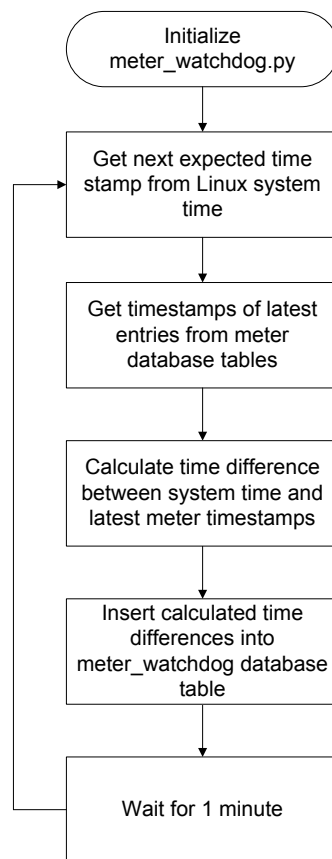 Initialize
meter_watchdog.py
Get next expected time
stamp from Linux system
time
Get timestamps of latest
entries from meter
database tables
Calculate time difference
between system time and
latest meter timestamps
Insert calculated time
differences into
meter_watchdog database
table
Wait for 1 minute